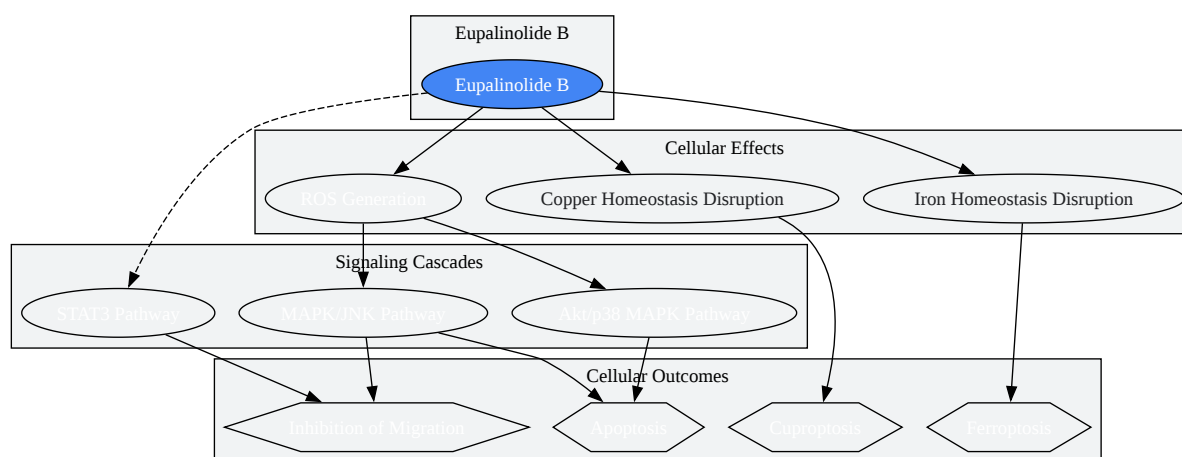 Eupalinolide B
Eupalinolide B
Cellular Effects
ROS Generation
Copper Homeostasis Disruption
Iron Homeostasis Disruption
Signaling Cascades
STAT3 Pathway
MAPK/JNK Pathway
Akt/p38 MAPK Pathway
Cellular Outcomes
Inhibition of Migration
Apoptosis
Cuproptosis
Ferroptosis